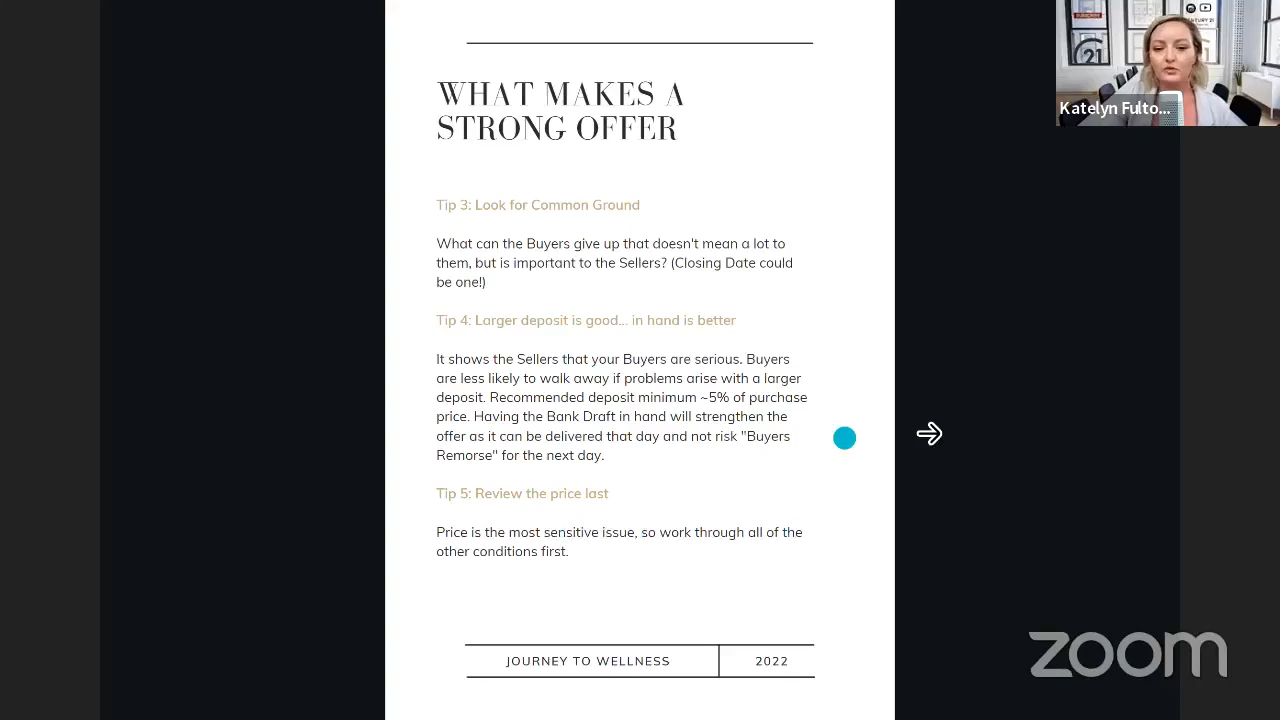 WHAT MAKES A
STRONG OFFER
Tip 3: Look for Common Ground
What can the Buyers give up that doesn't mean a lot to
them, but is important to the Sellers? (Closing Date could
be one!)
Tip 4: Larger deposit is good... in hand is better
It shows the Sellers that your Buyers are serious. Buyers
are less likely to walk away if problems arise with a larger
deposit. Recommended deposit minimum ~5% of purchase
price. Having the Bank Draft in hand will strengthen the
offer as it can be delivered that day and not risk "Buyers
Remorse" for the next day.
Tip 5: Review the price last
Price is the most sensitive issue, so work through all of the
other conditions first.
JOURNEY TO WELLNESS
2022
CENTURY 21
21
Katelyn Fulto...
zoom